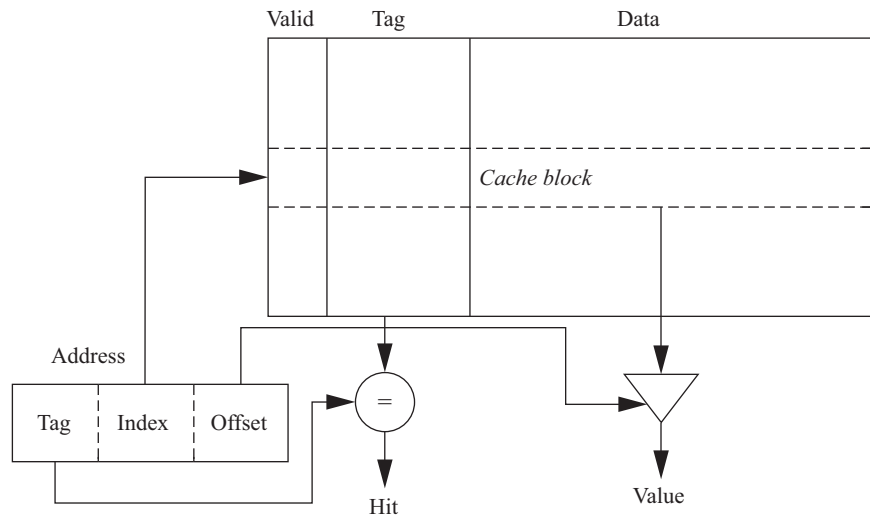 Valid Tag Data
Cache block
Address
Tag Index Offset
=
Hit
Value